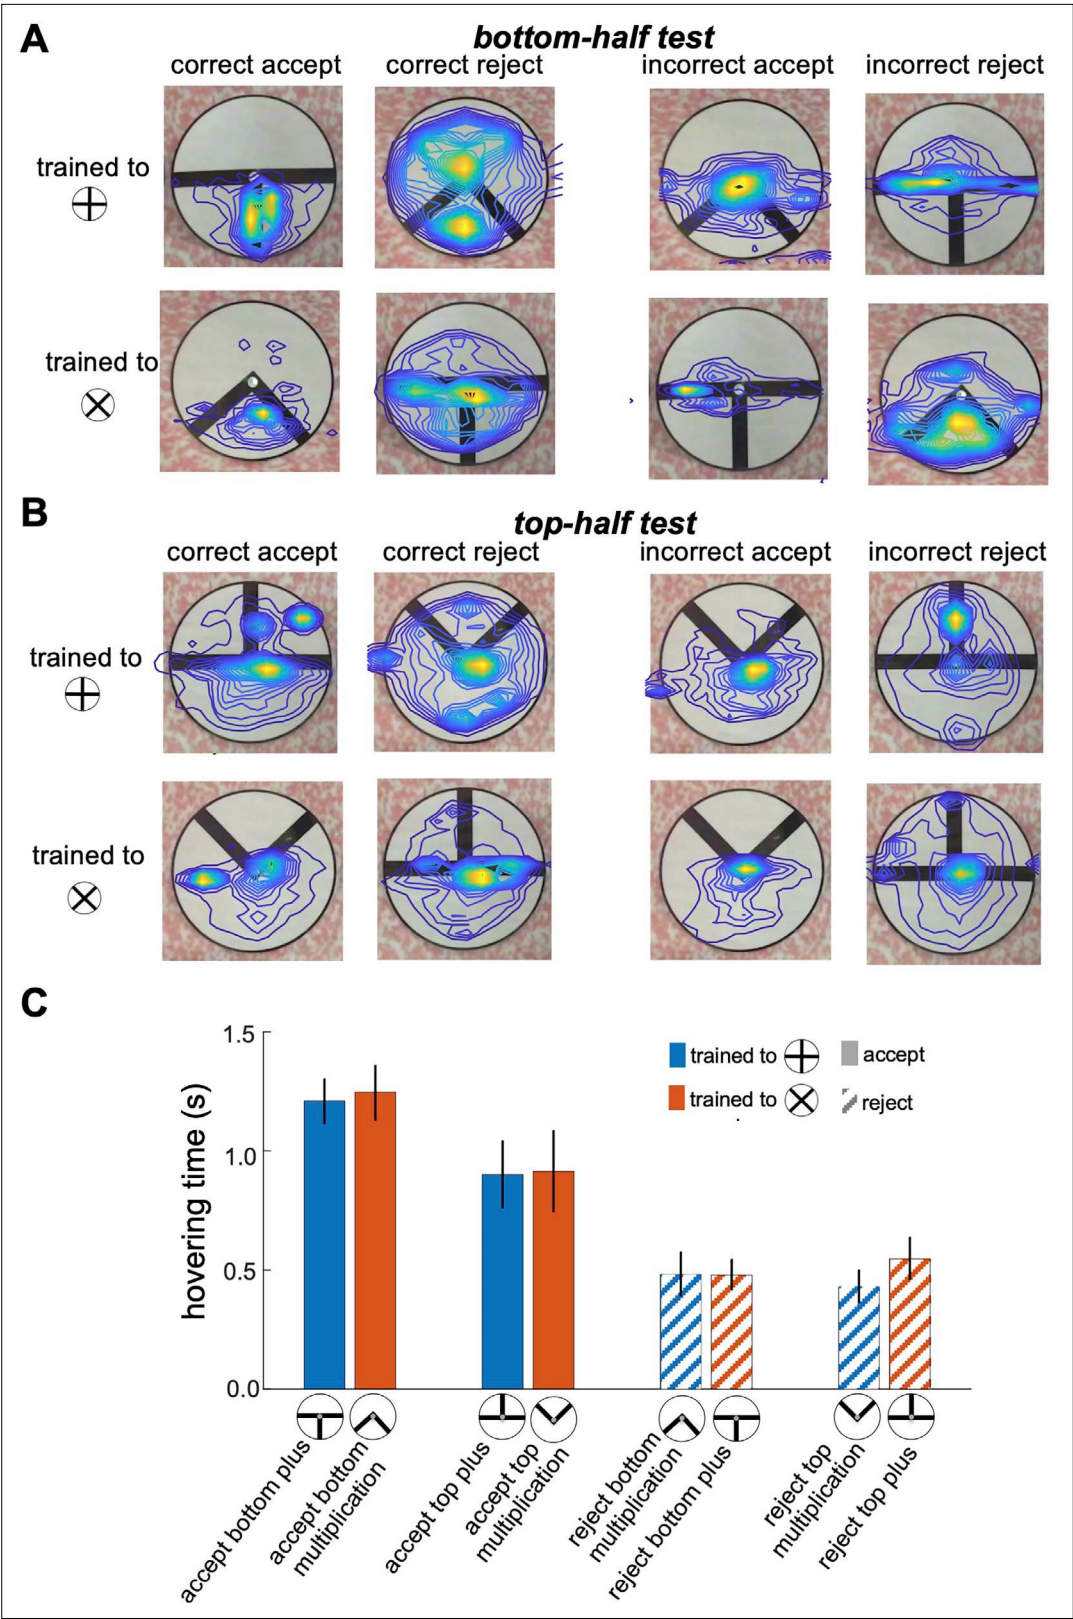 A
bottom-half test
correct accept correct reject incorrect accept incorrect reject
trained to
trained to
B
top-half test
correct accept correct reject incorrect accept incorrect reject
trained to
trained to
C
1.5
1.0
0.5
0.0
hovering time (s)
trained to accept
trained to reject
accept bottom plus
accept bottom
multiplication
accept top plus
accept top
multiplication
reject bottom
multiplication
reject bottom plus
reject top
multiplication
reject top plus